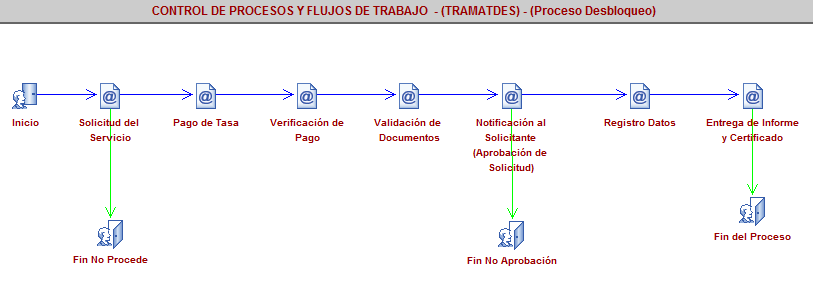 CONTROL DE PROCESOS Y FLUJOS DE TRABAJO - (TRAMATDES) - (Proceso Desbloqueo)
Inicio
Solicitud del
Servicio
Pago de Tasa
Verificación de
Pago
Validación de
Documentos
Notificación al
Solicitante
(Aprobación de
Solicitud)
Registro Datos
Entrega de Informe
y Certificado
Fin No Procede
Fin No Aprobación
Fin del Proceso